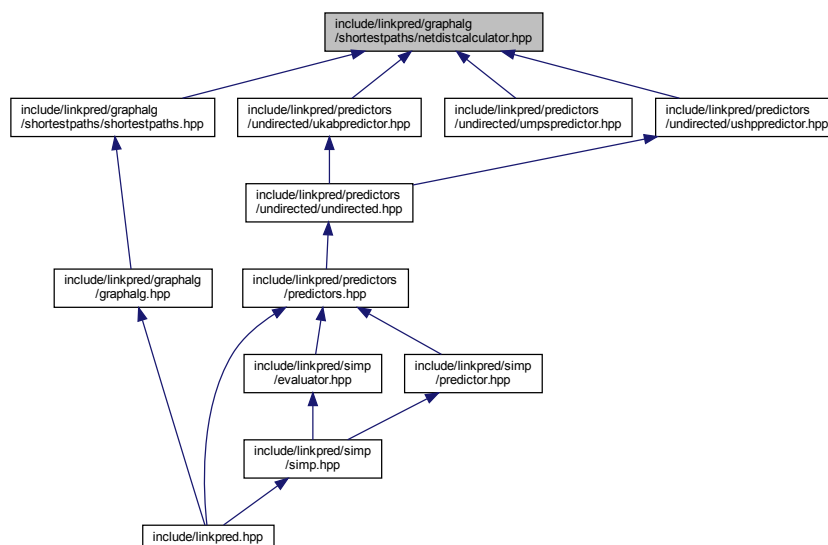 include/linkpred/graphalg
/shortestpaths/netdistcalculator.hpp
include/linkpred/graphalg
/shortestpaths/shortestpaths.hpp
include/linkpred/predictors
/undirected/ukabpredictor.hpp
include/linkpred/predictors
/undirected/umpspredictor.hpp
include/linkpred/predictors
/undirected/ushppredictor.hpp
include/linkpred/predictors
/undirected/undirected.hpp
include/linkpred/graphalg
/graphalg.hpp
include/linkpred/predictors
/predictors.hpp
include/linkpred/simp
/evaluator.hpp
include/linkpred/simp
/predictor.hpp
include/linkpred/simp
/simp.hpp
include/linkpred.hpp